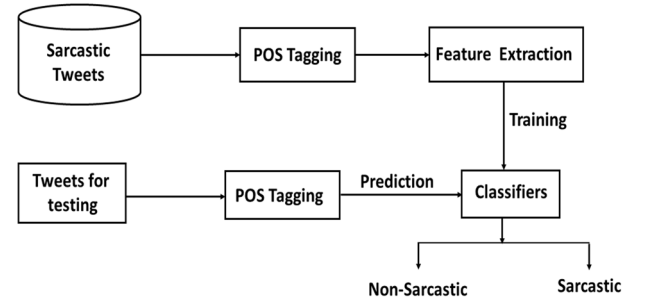 Sarcastic
Tweets
POS Tagging
Feature Extraction
Training
Tweets for
testing
POS Tagging
Prediction
Classifiers
Non-Sarcastic
Sarcastic